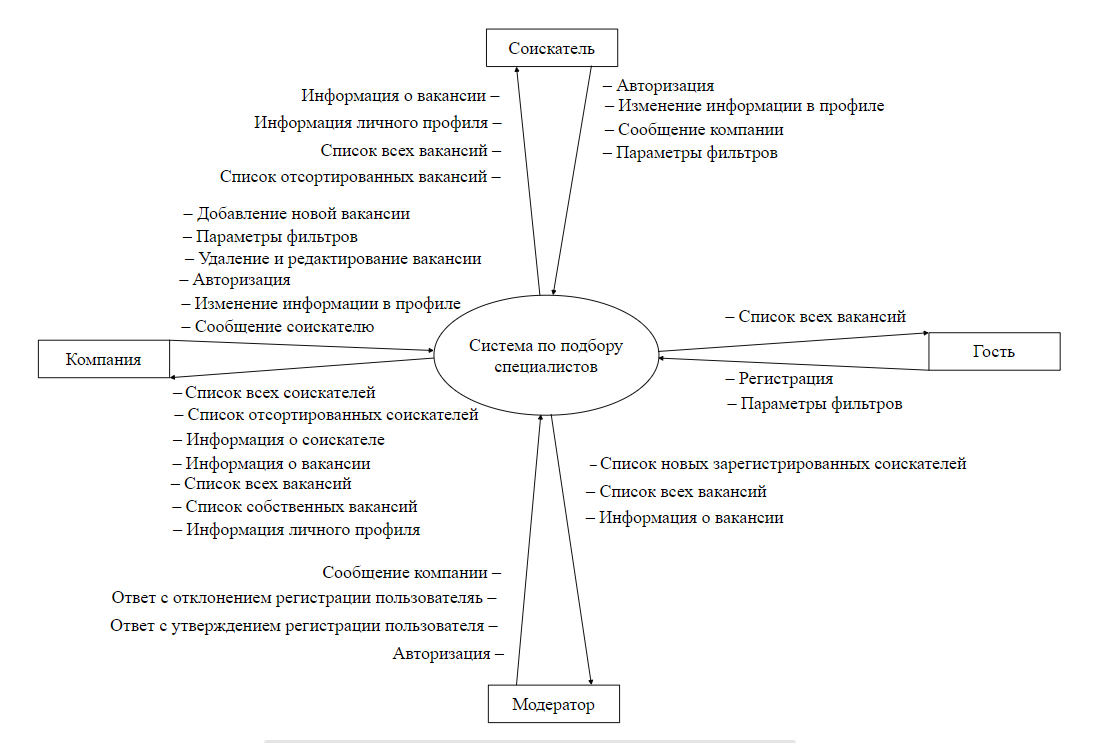 Соискатель
Информация о вакансии –
Информация личного профиля –
Список всех вакансий –
Список отсортированных вакансий –
– Авторизация
– Изменение информации в профиле
– Сообщение компании
– Параметры фильтров
– Добавление новой вакансии
– Параметры фильтров
– Удаление и редактирование вакансии
– Авторизация
– Изменение информации в профиле
– Сообщение соискателю
Компания
Система по подбору
специалистов
– Список всех вакансий
Гость
– Регистрация
– Параметры фильтров
– Список всех соискателей
– Список отсортированных соискателей
– Информация о соискателе
– Информация о вакансии
– Список всех вакансий
– Список собственных вакансий
– Информация личного профиля
– Список новых зарегистрированных соискателей
– Список всех вакансий
– Информация о вакансии
Сообщение компании –
Ответ с отклонением регистрации пользователяь –
Ответ с утверждением регистрации пользователя –
Авторизация –
Модератор